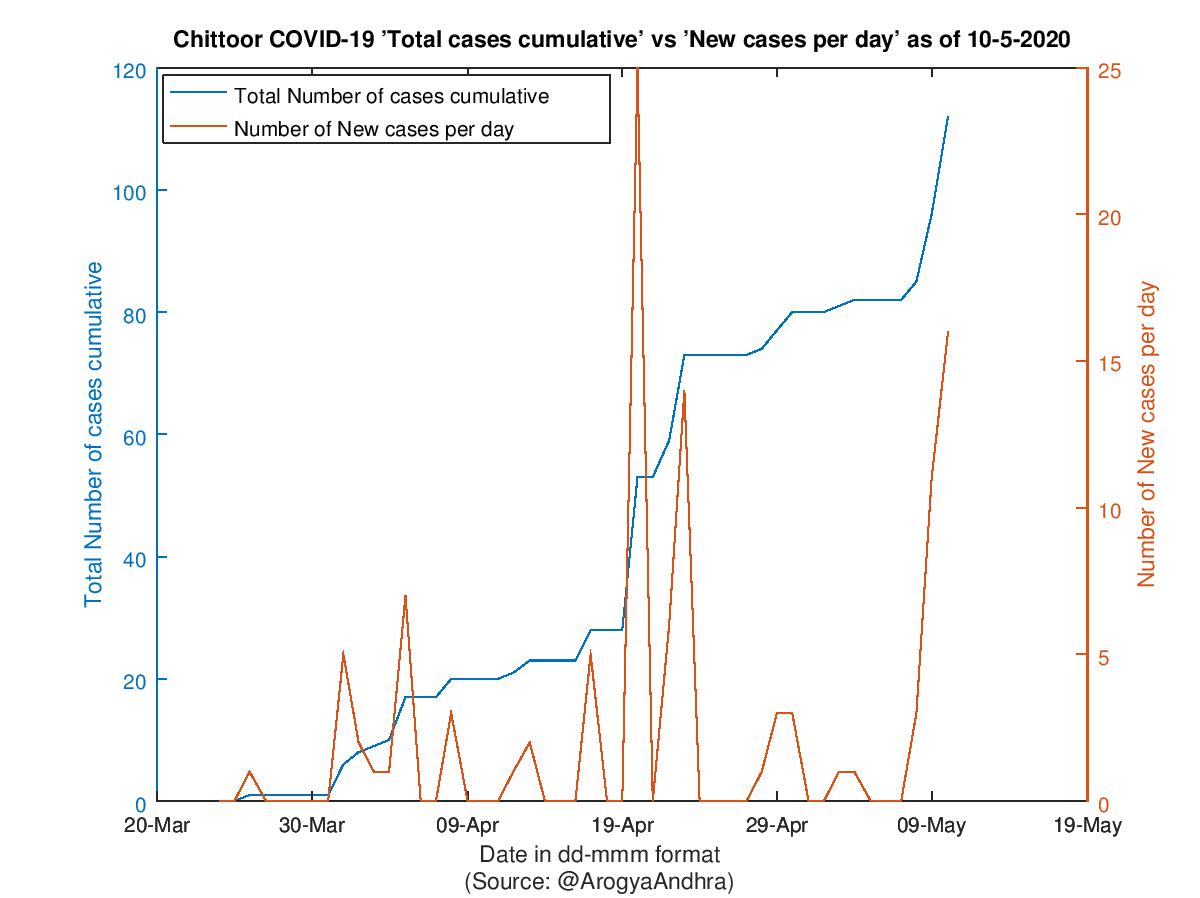 Chittoor COVID-19 ’Total cases cumulative’ vs ’New cases per day’ as of 10-5-2020
Total Number of cases cumulative
Number of New cases per day
120
100
80
60
40
20
0
Total Number of cases cumulative
25
20
15
10
5
0
Number of New cases per day
20-Mar 30-Mar 09-Apr 19-Apr 29-Apr 09-May 19-May
Date in dd-mmm format
(Source: @ArogyaAndhra)